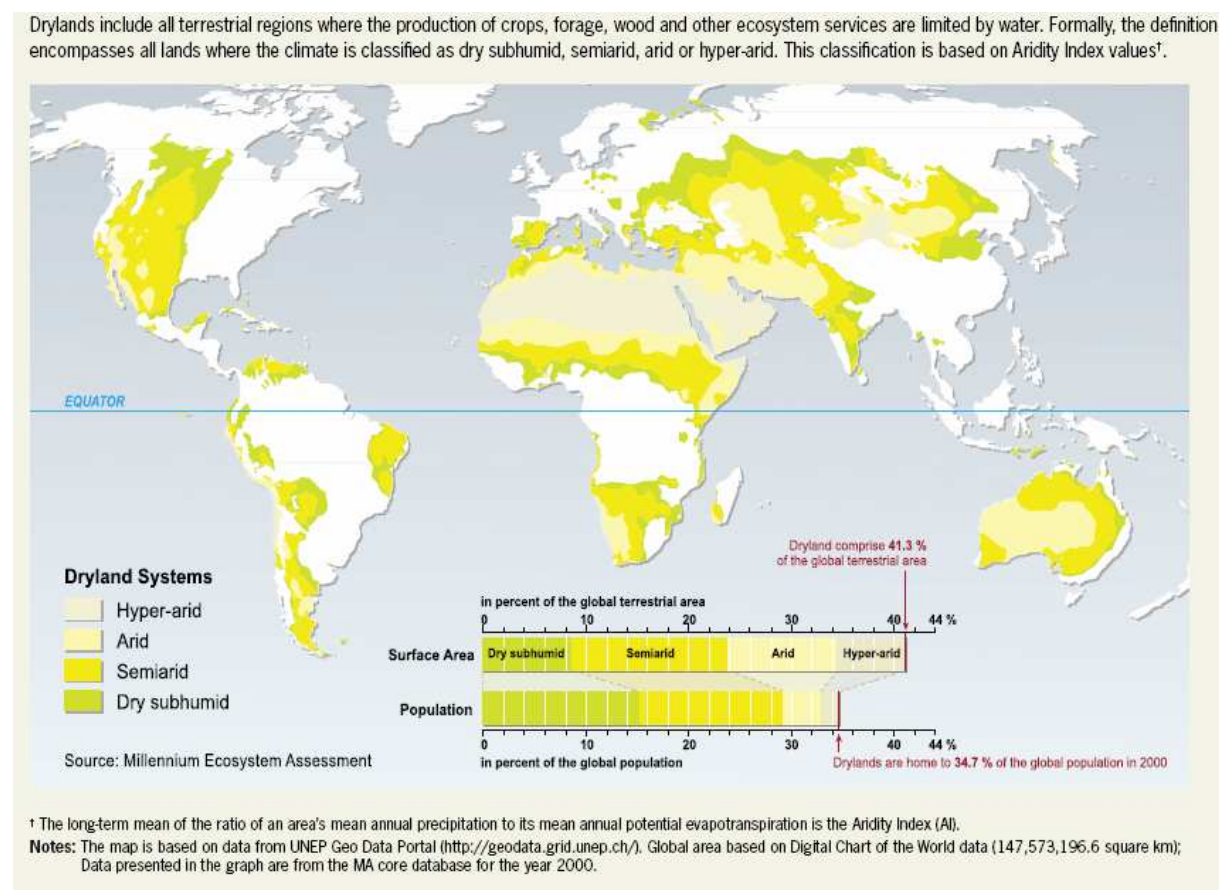 Drylands include all terrestrial regions where the production of crops, forage, wood and other ecosystem services are limited by water. Formally, the definition
encompasses all lands where the climate is classified as dry subhumid, semiarid, arid or hyper-arid. This classification is based on Aridity Index values†.
EQUATOR
Dryland comprise 41.3 %
of the global terrestrial area
Dryland Systems
Hyper-arid
Arid
Semiarid
Dry subhumid
in percent of the global terrestrial area
0 10 20 30 40 44 %
Surface Area Dry subhumid Semiarid Arid Hyper-arid
Population
0 10 20 30 40 44 %
in percent of the global population
Drylands are home to 34.7 % of the global population in 2000
Source: Millennium Ecosystem Assessment
† The long-term mean of the ratio of an area's mean annual precipitation to its mean annual potential evapotranspiration is the Aridity Index (AI).
Notes: The map is based on data from UNEP Geo Data Portal (http://geodata.grid.unep.ch/). Global area based on Digital Chart of the World data (147,573,196.6 square km);
Data presented in the graph are from the MA core database for the year 2000.